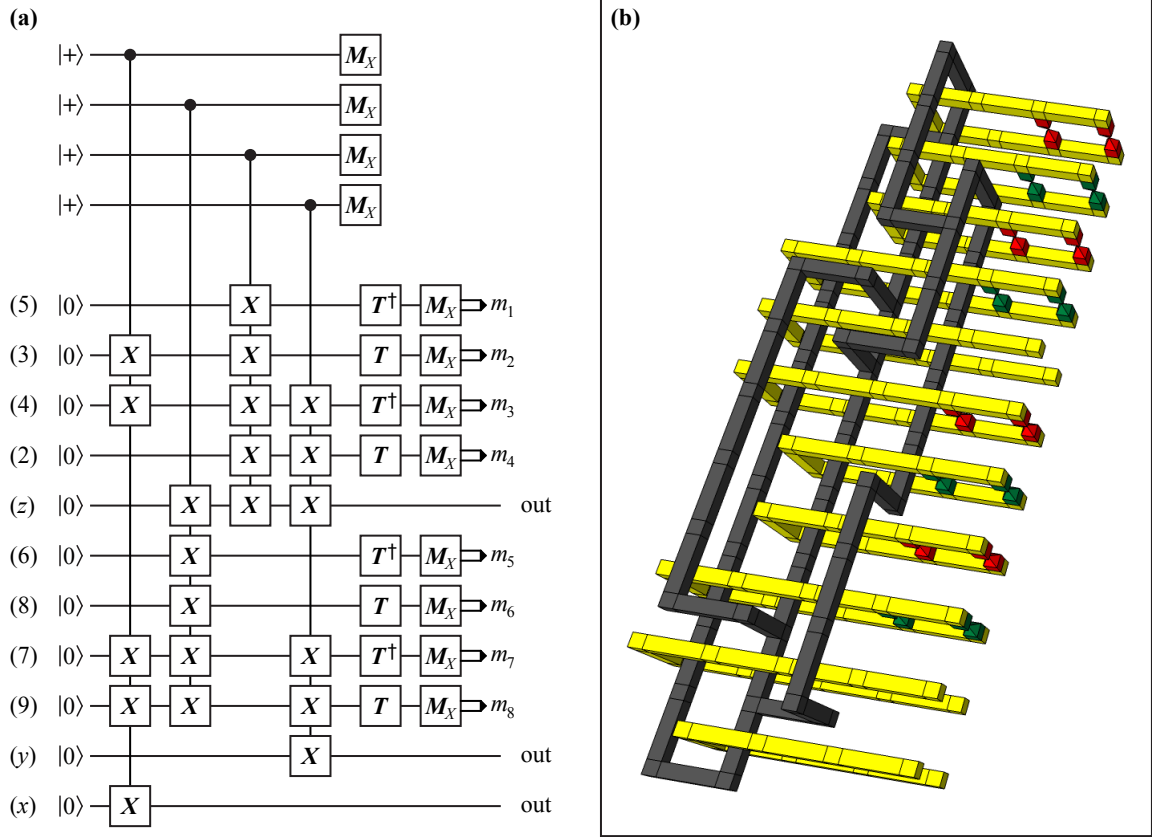 (a) (b)
|+⟩ M_X
|+⟩ M_X
|+⟩ M_X
|+⟩ M_X
(5) |0⟩ X T† M_X m_1
(3) |0⟩ X X T M_X m_2
(4) |0⟩ X X X T† M_X m_3
(2) |0⟩ X X T M_X m_4
(z) |0⟩ X X X out
(6) |0⟩ X T† M_X m_5
(8) |0⟩ X T M_X m_6
(7) |0⟩ X X X T† M_X m_7
(9) |0⟩ X X X T M_X m_8
(y) |0⟩ X out
(x) |0⟩ X out